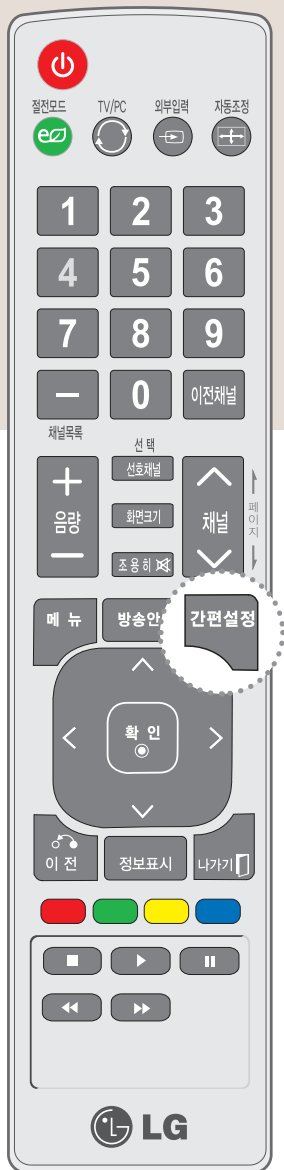 절전모드 TV/PC 외부입력 자동조정
eco
1 2 3
4 5 6
7 8 9
- 0 이전채널
채널목록
선 택
+ 선호채널
음량 화면크기 채널 페이지
- 조용히
메 뉴 방송안 간편설정
확 인
이 전 정보표시 나가기
LG